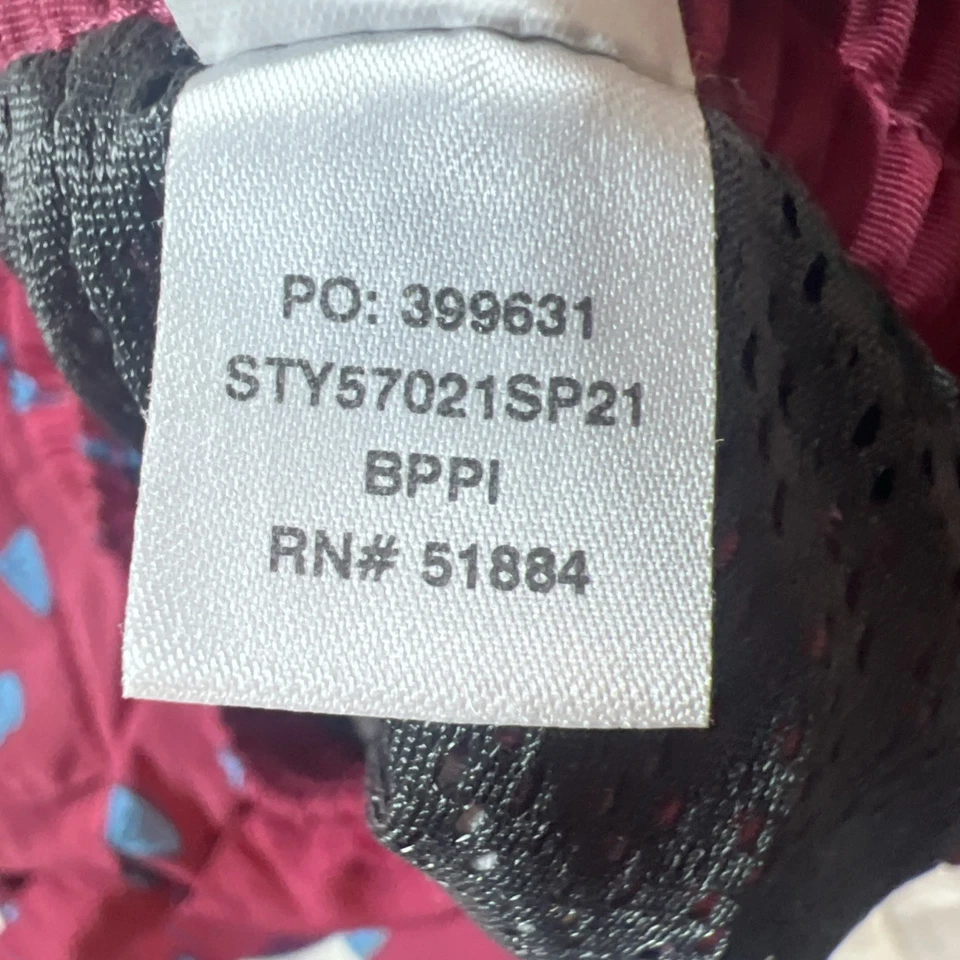 PO: 399631
STY57021SP21
BPPI
RN# 51884